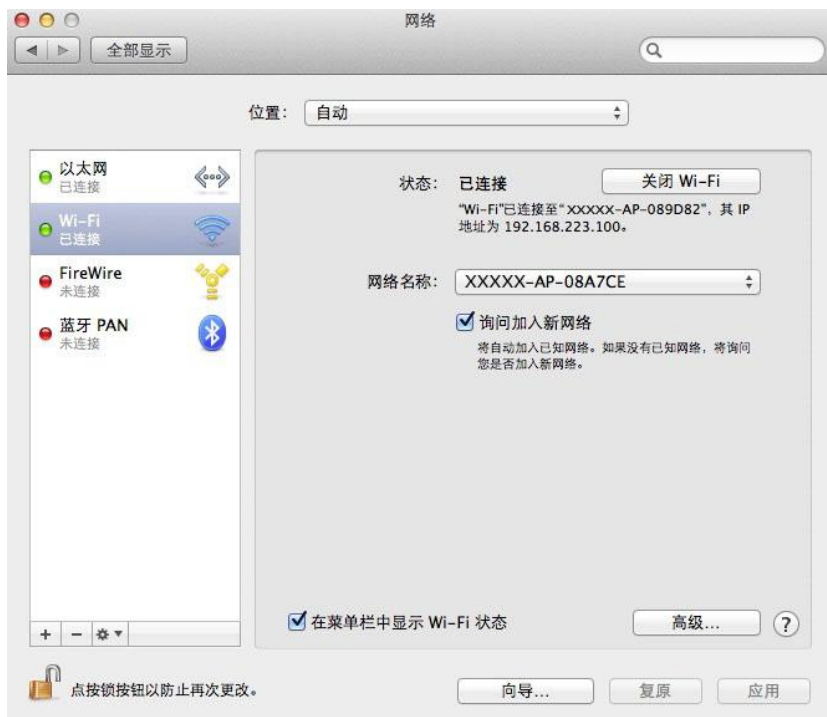 网络
全部显示
位置： 自动
以太网
已连接
Wi-Fi
已连接
FireWire
未连接
蓝牙 PAN
未连接
状态： 已连接 关闭 Wi-Fi
“Wi-Fi”已连接至“XXXXX-AP-089D82”，其 IP
地址为 192.168.223.100。
网络名称： XXXXX-AP-08A7CE
询问加入新网络
将自动加入已知网络。如果没有已知网络，将询问
您是否加入新网络。
在菜单栏中显示 Wi-Fi 状态 高级... ?
点按锁按钮以防止再次更改。 向导... 复原 应用